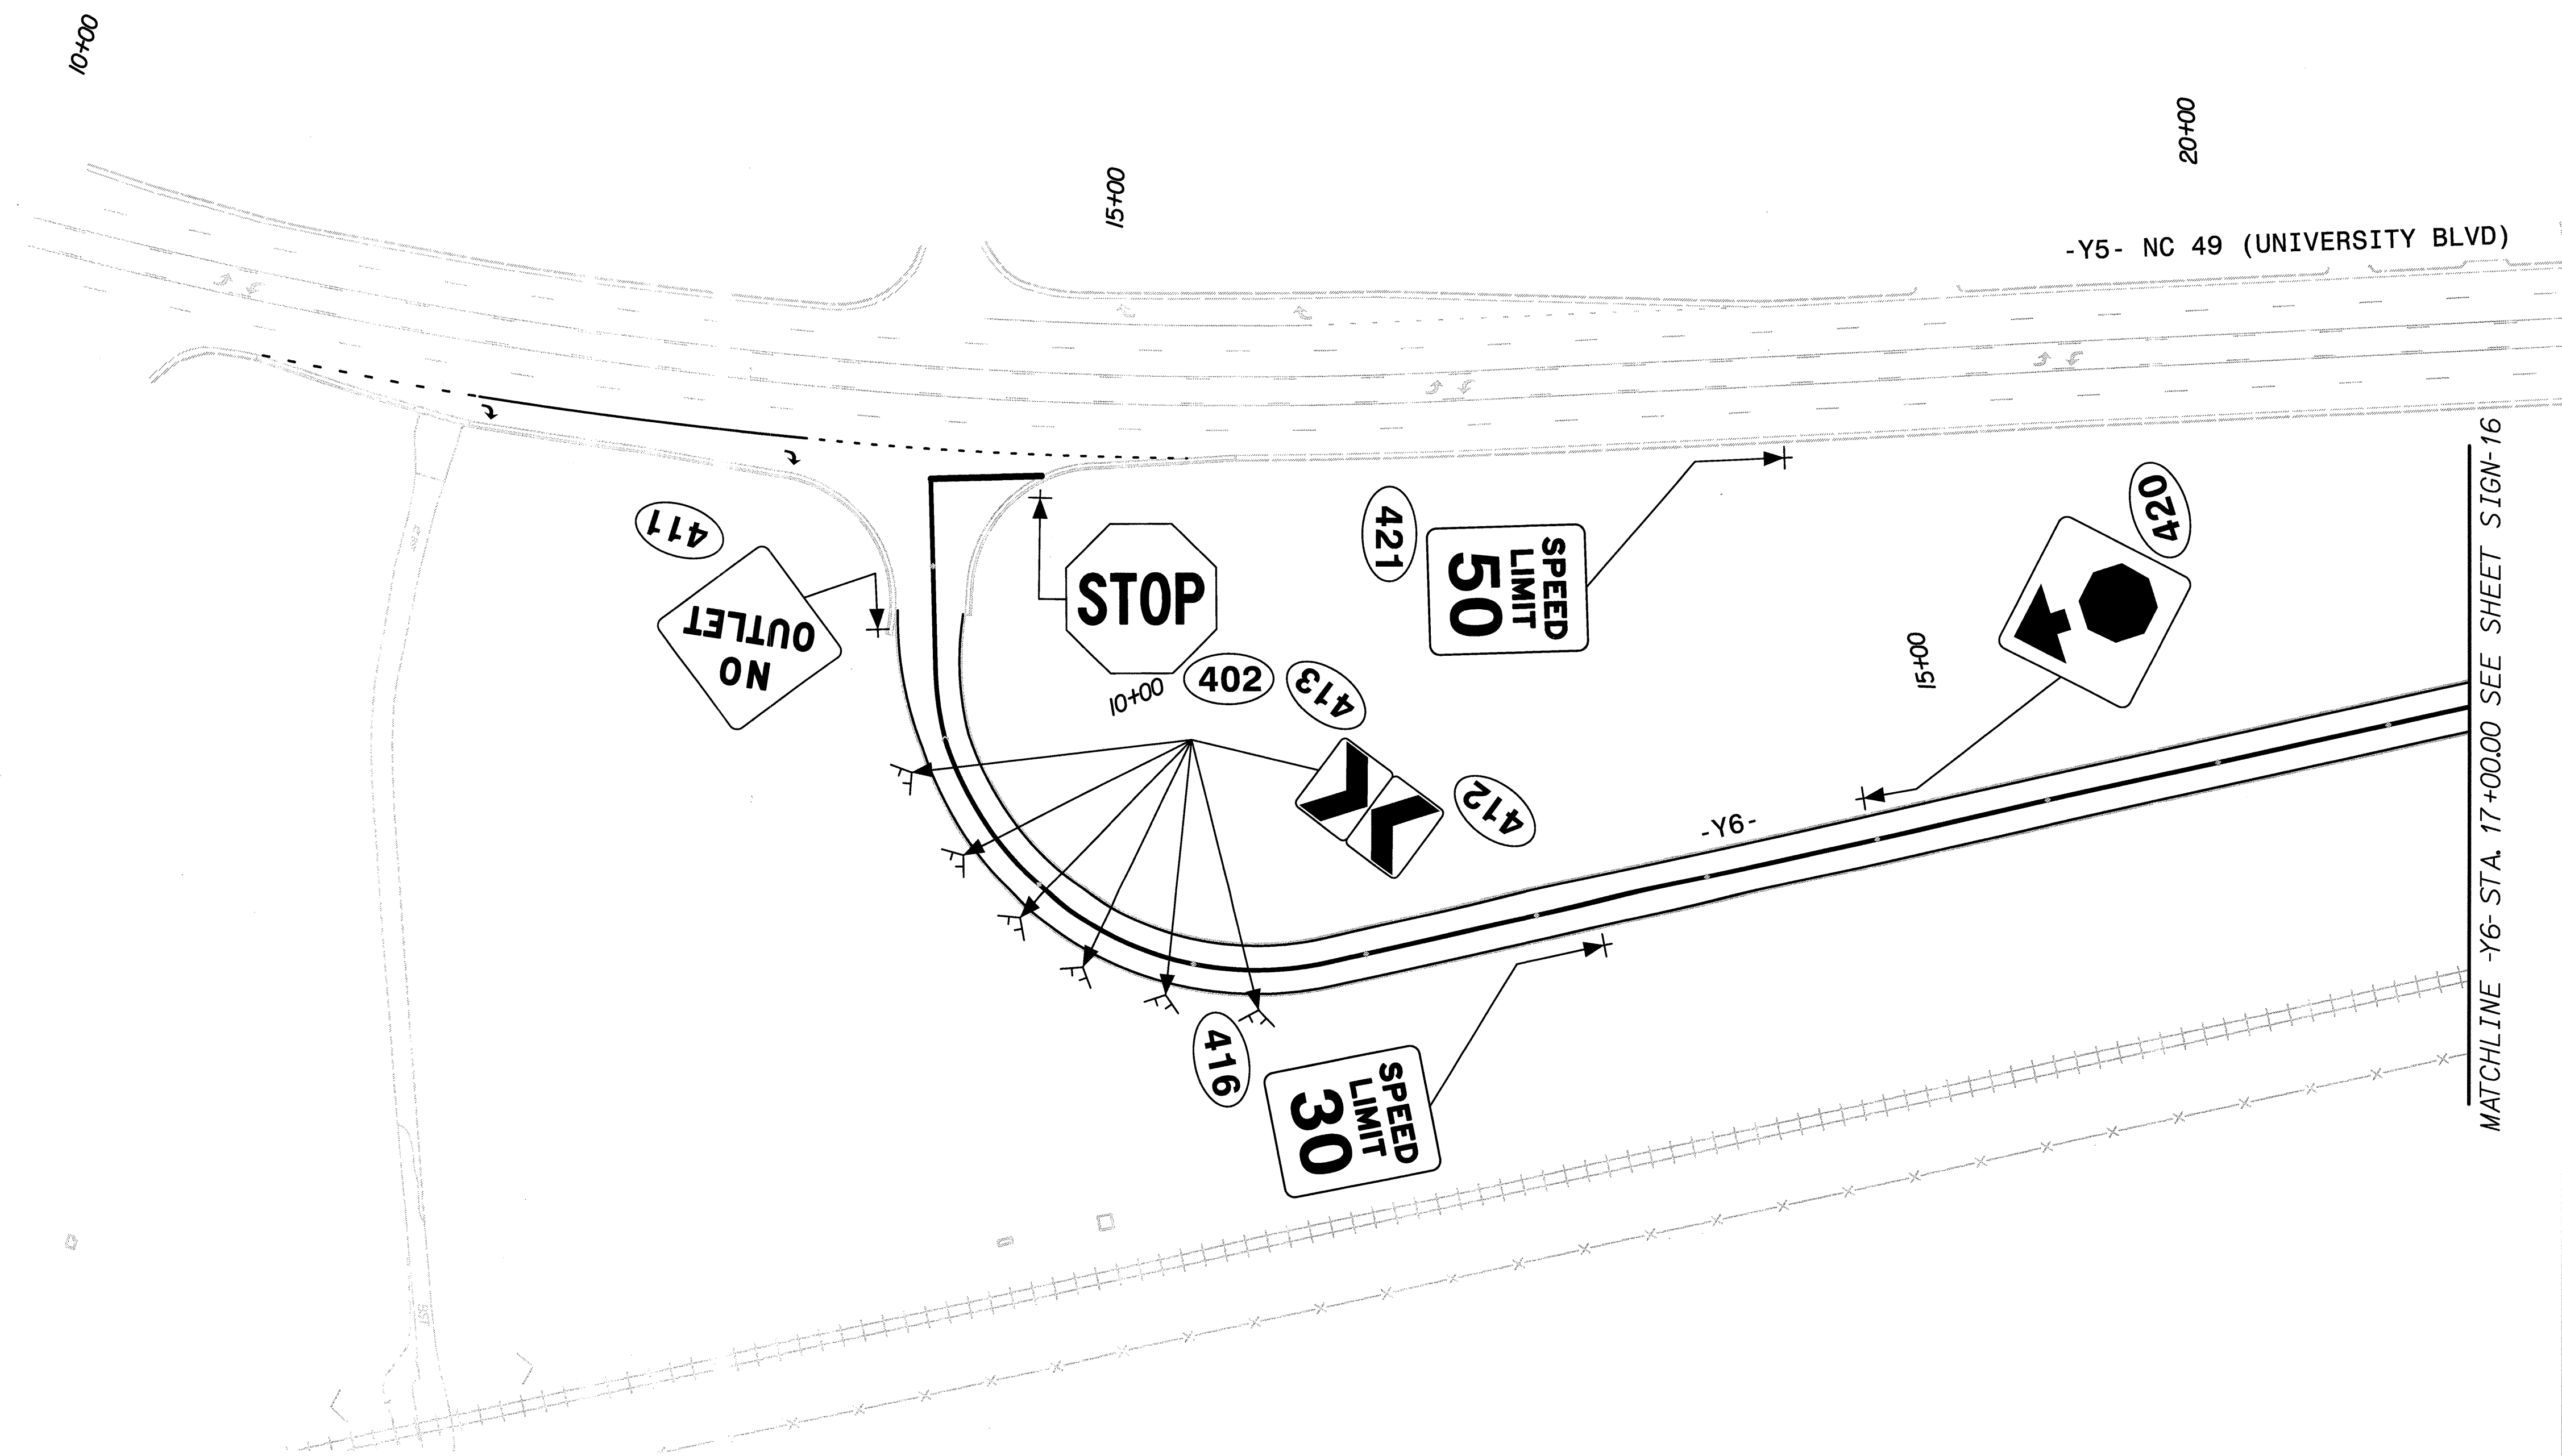 10+00
15+00
20+00
-Y5- NC 49 (UNIVERSITY BLVD)
411
NO
OUTLET
STOP
402
10+00
413
412
421
SPEED
LIMIT
50
420
15+00
-Y6-
416
SPEED
LIMIT
30
MATCHLINE -Y6- STA. 17+00.00 SEE SHEET SIGN-16